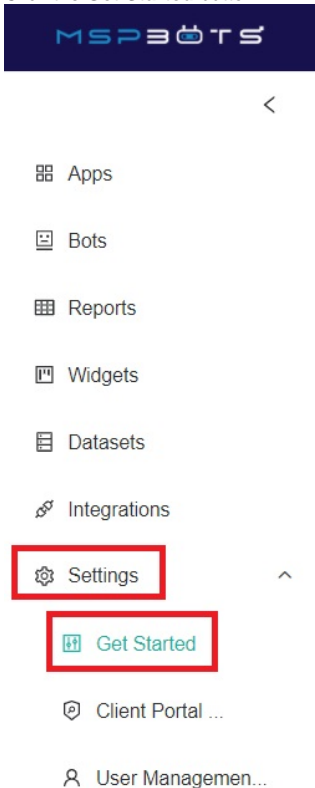 MSPBOTS
Apps
Bots
Reports
Widgets
Datasets
Integrations
Settings
Get Started
Client Portal ...
User Managemen...